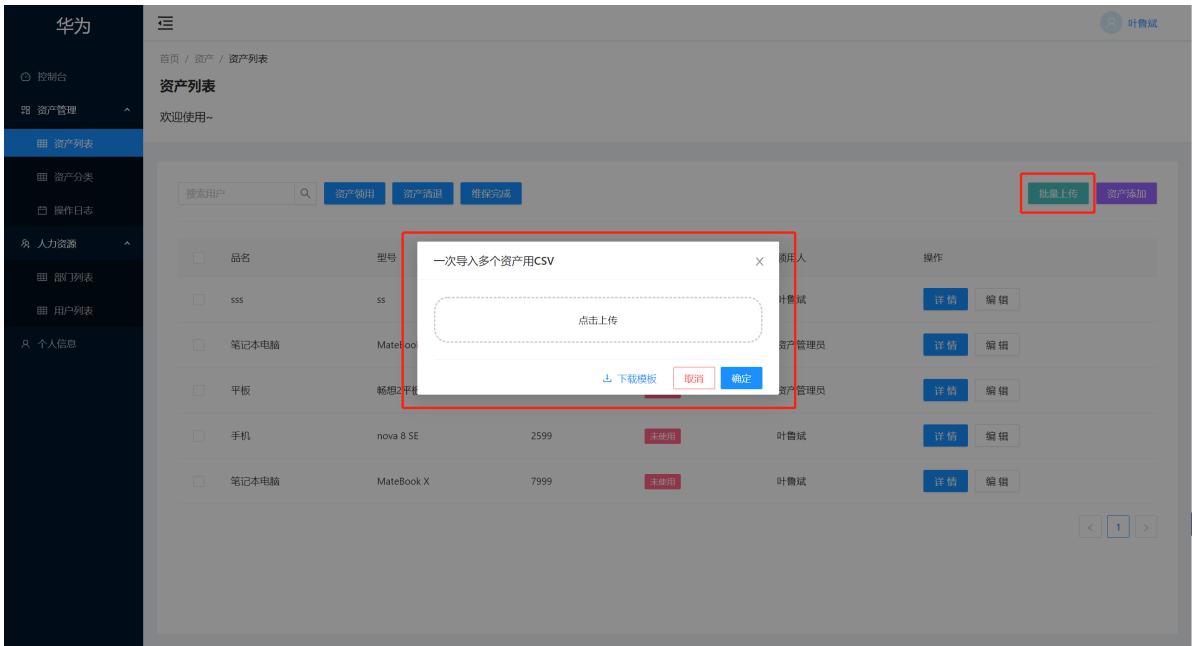 华为
叶鲁斌
首页 / 资产 / 资产列表
资产列表
欢迎使用~
控制台
资产管理
资产列表
资产分类
操作日志
人力资源
部门列表
用户列表
个人信息
搜索用户 资产领用 资产清退 维保完成 批量上传 资产添加
品名 型号 领用人 操作
sss ss 叶鲁斌 详情 编辑
笔记本电脑 MateBook 资产管理员 详情 编辑
平板 畅想2平板 资产管理员 详情 编辑
手机 nova 8 SE 2599 未使用 叶鲁斌 详情 编辑
笔记本电脑 MateBook X 7999 未使用 叶鲁斌 详情 编辑
一次导入多个资产用CSV
点击上传
下载模板 取消 确定
< 1 >